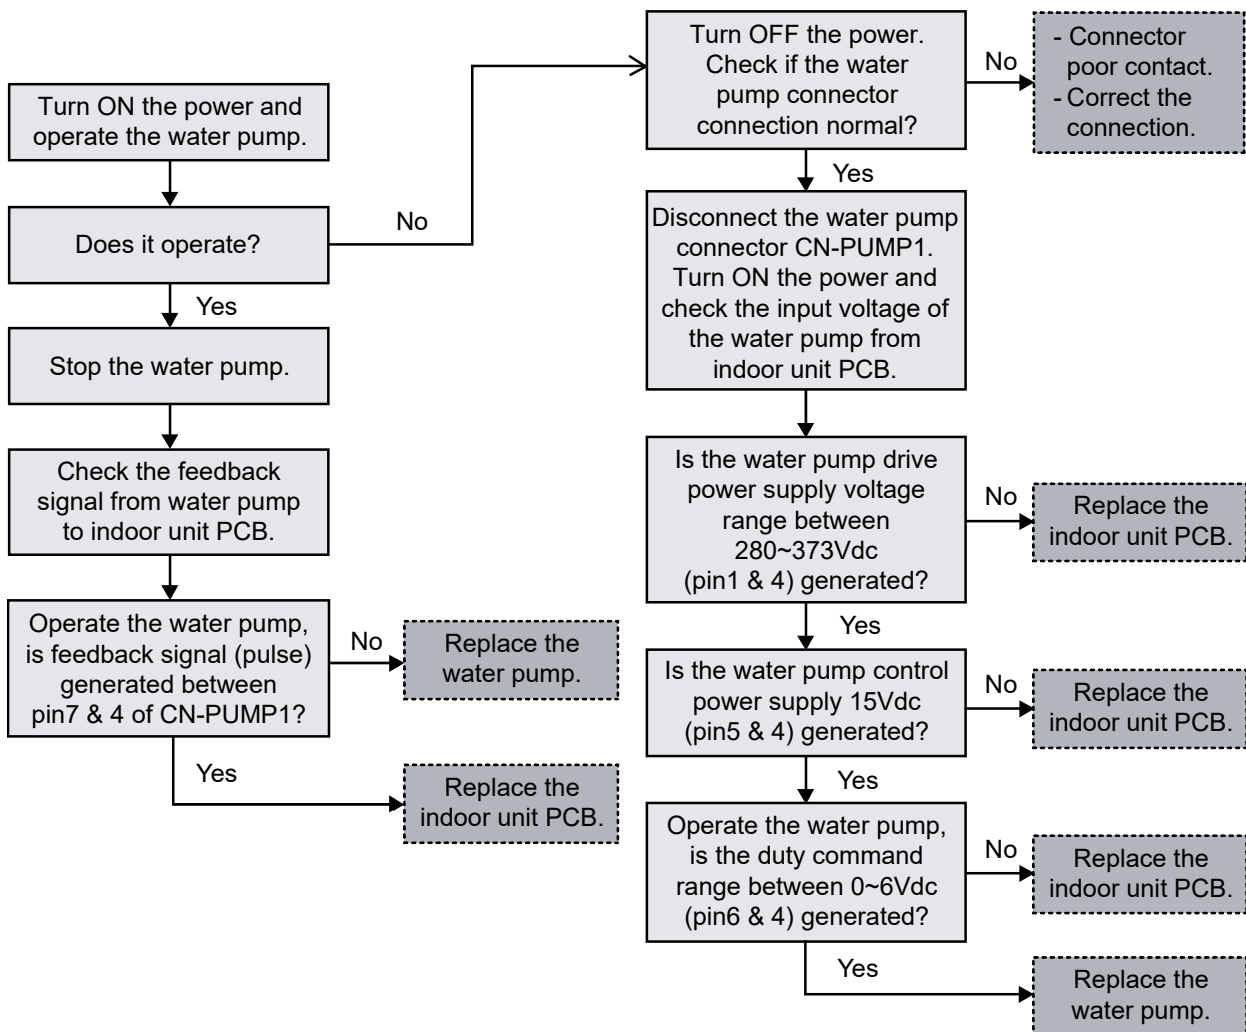 Turn ON the power and
operate the water pump.
Does it operate?
No
Yes
Stop the water pump.
Check the feedback
signal from water pump
to indoor unit PCB.
Operate the water pump,
is feedback signal (pulse)
generated between
pin7 & 4 of CN-PUMP1?
No
Replace the
water pump.
Yes
Replace the
indoor unit PCB.
Turn OFF the power.
Check if the water
pump connector
connection normal?
No
- Connector
poor contact.
- Correct the
connection.
Yes
Disconnect the water pump
connector CN-PUMP1.
Turn ON the power and
check the input voltage of
the water pump from
indoor unit PCB.
Is the water pump drive
power supply voltage
range between
280~373Vdc
(pin1 & 4) generated?
No
Replace the
indoor unit PCB.
Yes
Is the water pump control
power supply 15Vdc
(pin5 & 4) generated?
No
Replace the
indoor unit PCB.
Yes
Operate the water pump,
is the duty command
range between 0~6Vdc
(pin6 & 4) generated?
No
Replace the
indoor unit PCB.
Yes
Replace the
water pump.